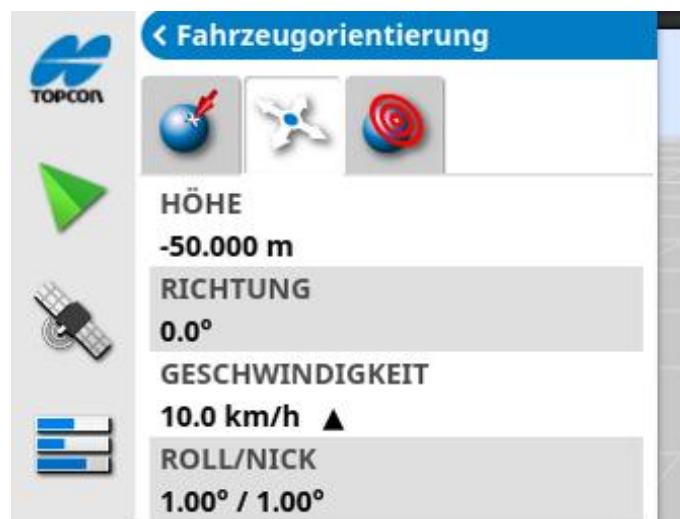 Fahrzeugorientierung
TOPCON
HÖHE
-50.000 m
RICHTUNG
0.0°
GESCHWINDIGKEIT
10.0 km/h ▲
ROLL/NICK
1.00° / 1.00°